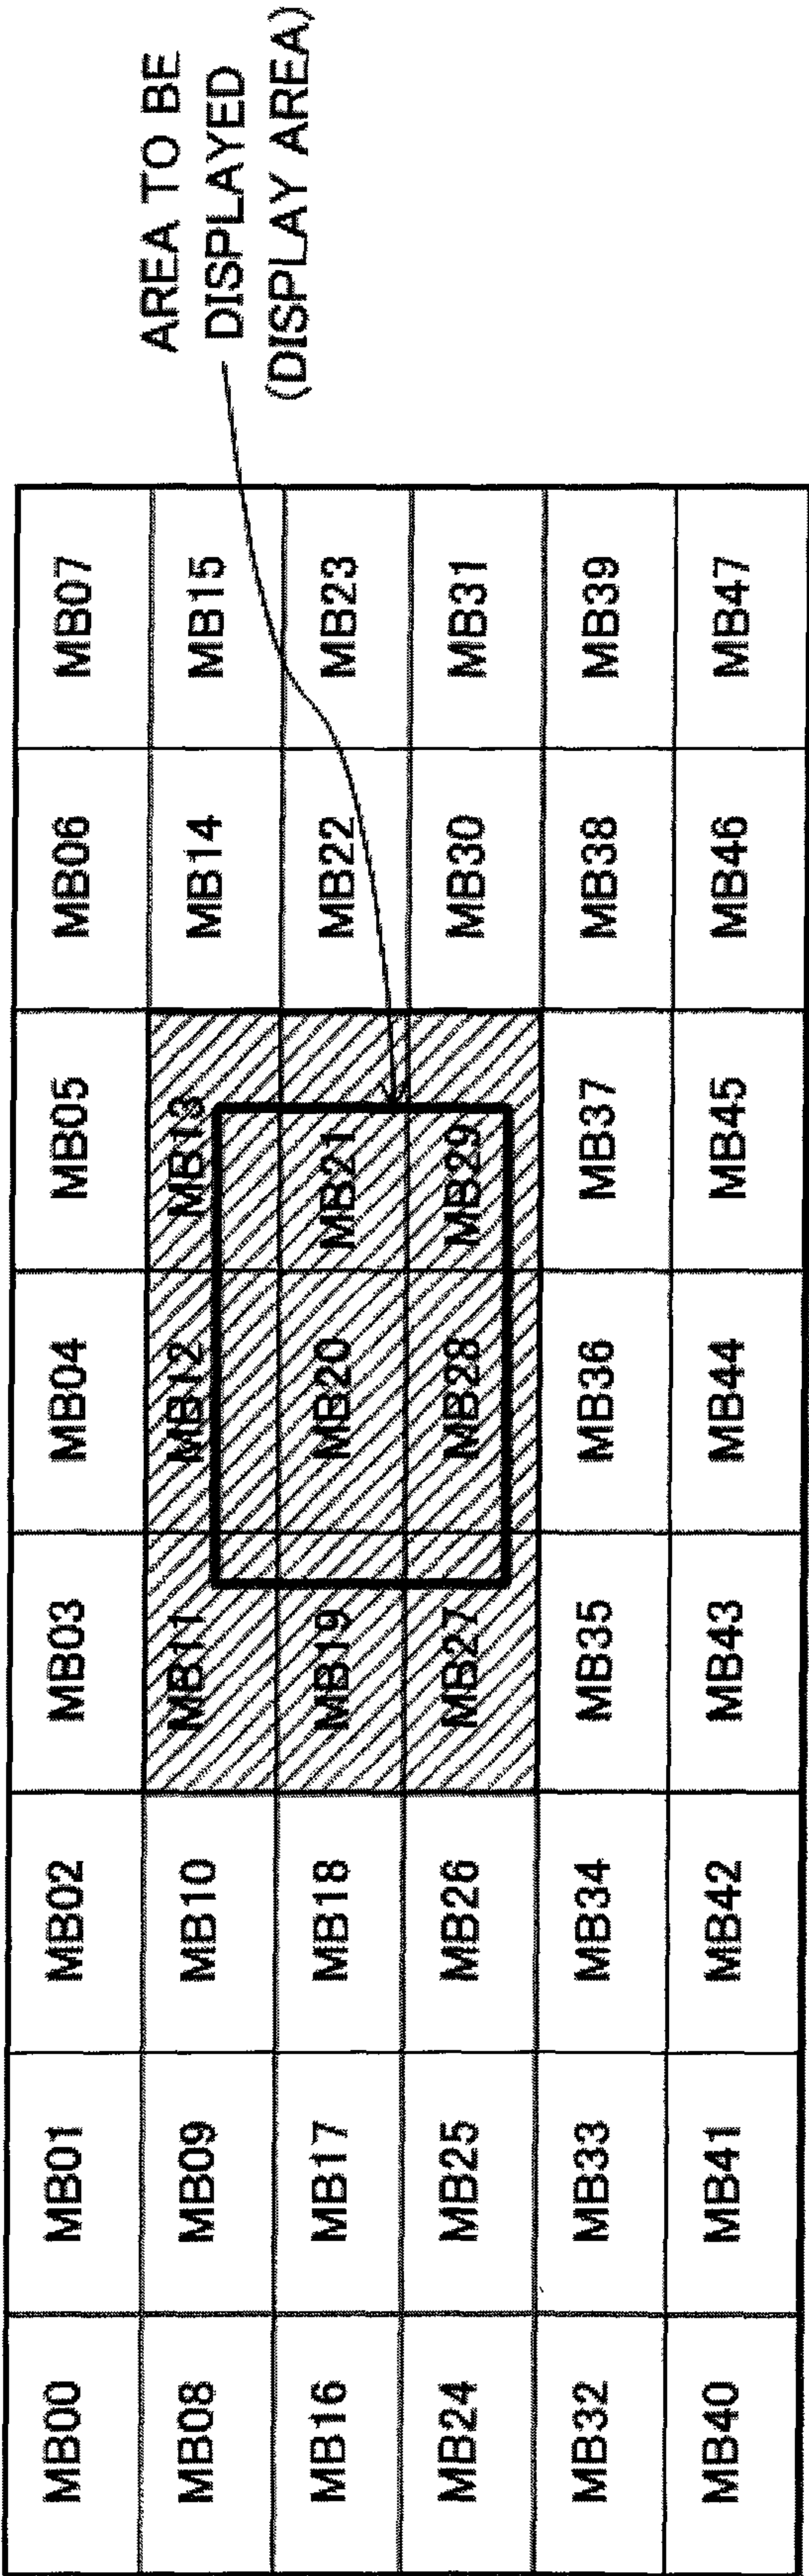 AREA TO BE
DISPLAYED
(DISPLAY AREA)
MB00 MB01 MB02 MB03 MB04 MB05 MB06 MB07
MB08 MB09 MB10 MB11 MB12 MB13 MB14 MB15
MB16 MB17 MB18 MB19 MB20 MB21 MB22 MB23
MB24 MB25 MB26 MB27 MB28 MB29 MB30 MB31
MB32 MB33 MB34 MB35 MB36 MB37 MB38 MB39
MB40 MB41 MB42 MB43 MB44 MB45 MB46 MB47